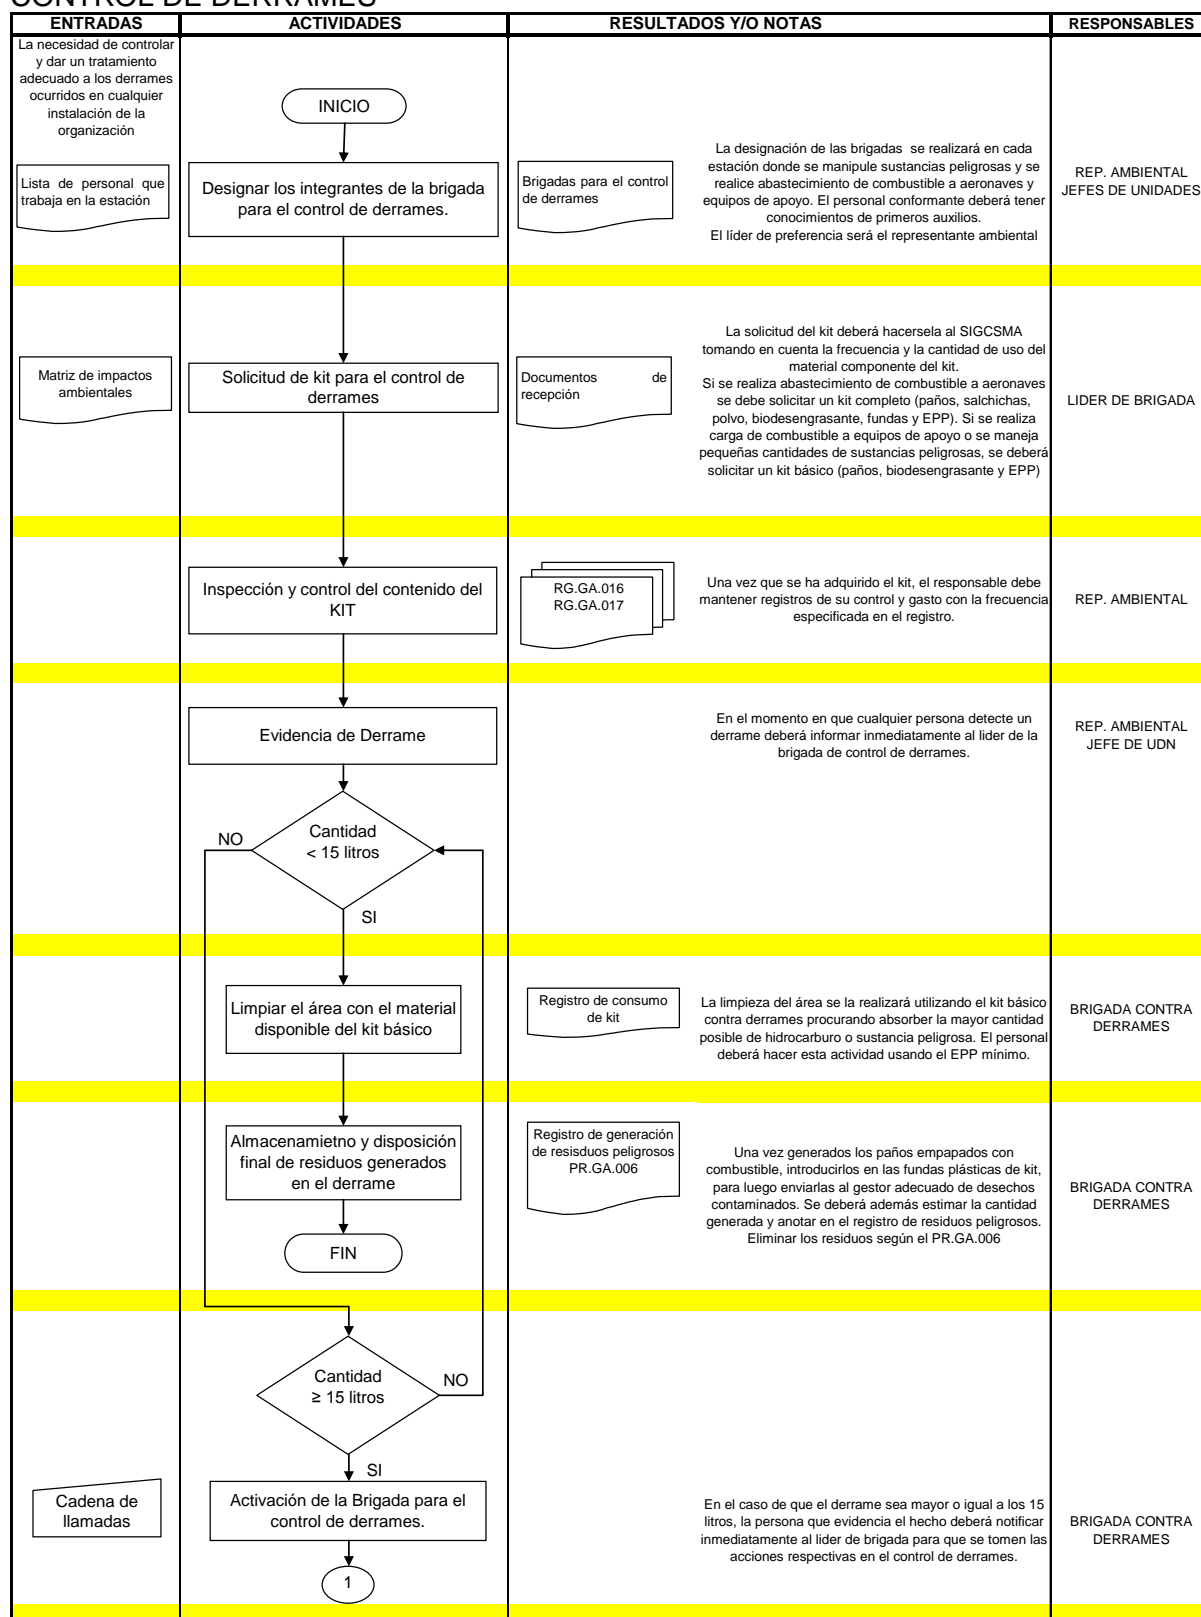 CONTROL DE DERRAMES
ENTRADAS
ACTIVIDADES
RESULTADOS Y/O NOTAS
RESPONSABLES
La necesidad de controlar
y dar un tratamiento
adecuado a los derrames
ocurridos en cualquier
instalación de la
organización
INICIO
Lista de personal que
trabaja en la estación
Designar los integrantes de la brigada
para el control de derrames.
Brigadas para el control
de derrames
La designación de las brigadas se realizará en cada
estación donde se manipule sustancias peligrosas y se
realice abastecimiento de combustible a aeronaves y
equipos de apoyo. El personal conformante deberá tener
conocimientos de primeros auxilios.
El líder de preferencia será el representante ambiental
REP. AMBIENTAL
JEFES DE UNIDADES
Matriz de impactos
ambientales
Solicitud de kit para el control de
derrames
Documentos de
recepción
La solicitud del kit deberá hacersela al SIGCSMA
tomando en cuenta la frecuencia y la cantidad de uso del
material componente del kit.
Si se realiza abastecimiento de combustible a aeronaves
se debe solicitar un kit completo (paños, salchichas,
polvo, biodesengrasante, fundas y EPP). Si se realiza
carga de combustible a equipos de apoyo o se maneja
pequeñas cantidades de sustancias peligrosas, se deberá
solicitar un kit básico (paños, biodesengrasante y EPP)
LIDER DE BRIGADA
Inspección y control del contenido del
KIT
RG.GA.016
RG.GA.017
Una vez que se ha adquirido el kit, el responsable debe
mantener registros de su control y gasto con la frecuencia
especificada en el registro.
REP. AMBIENTAL
Evidencia de Derrame
En el momento en que cualquier persona detecte un
derrame deberá informar inmediatamente al lider de la
brigada de control de derrames.
REP. AMBIENTAL
JEFE DE UDN
Cantidad
< 15 litros
NO
SI
Limpiar el área con el material
disponible del kit básico
Registro de consumo
de kit
La limpieza del área se la realizará utilizando el kit básico
contra derrames procurando absorber la mayor cantidad
posible de hidrocarburo o sustancia peligrosa. El personal
deberá hacer esta actividad usando el EPP mínimo.
BRIGADA CONTRA
DERRAMES
Almacenamietno y disposición
final de residuos generados
en el derrame
Registro de generación
de resisduos peligrosos
PR.GA.006
Una vez generados los paños empapados con
combustible, introducirlos en las fundas plásticas de kit,
para luego enviarlas al gestor adecuado de desechos
contaminados. Se deberá además estimar la cantidad
generada y anotar en el registro de residuos peligrosos.
Eliminar los residuos según el PR.GA.006
BRIGADA CONTRA
DERRAMES
FIN
Cantidad
≥ 15 litros
NO
SI
Cadena de
llamadas
Activación de la Brigada para el
control de derrames.
En el caso de que el derrame sea mayor o igual a los 15
litros, la persona que evidencia el hecho deberá notificar
inmediatamente al lider de brigada para que se tomen las
acciones respectivas en el control de derrames.
BRIGADA CONTRA
DERRAMES
1